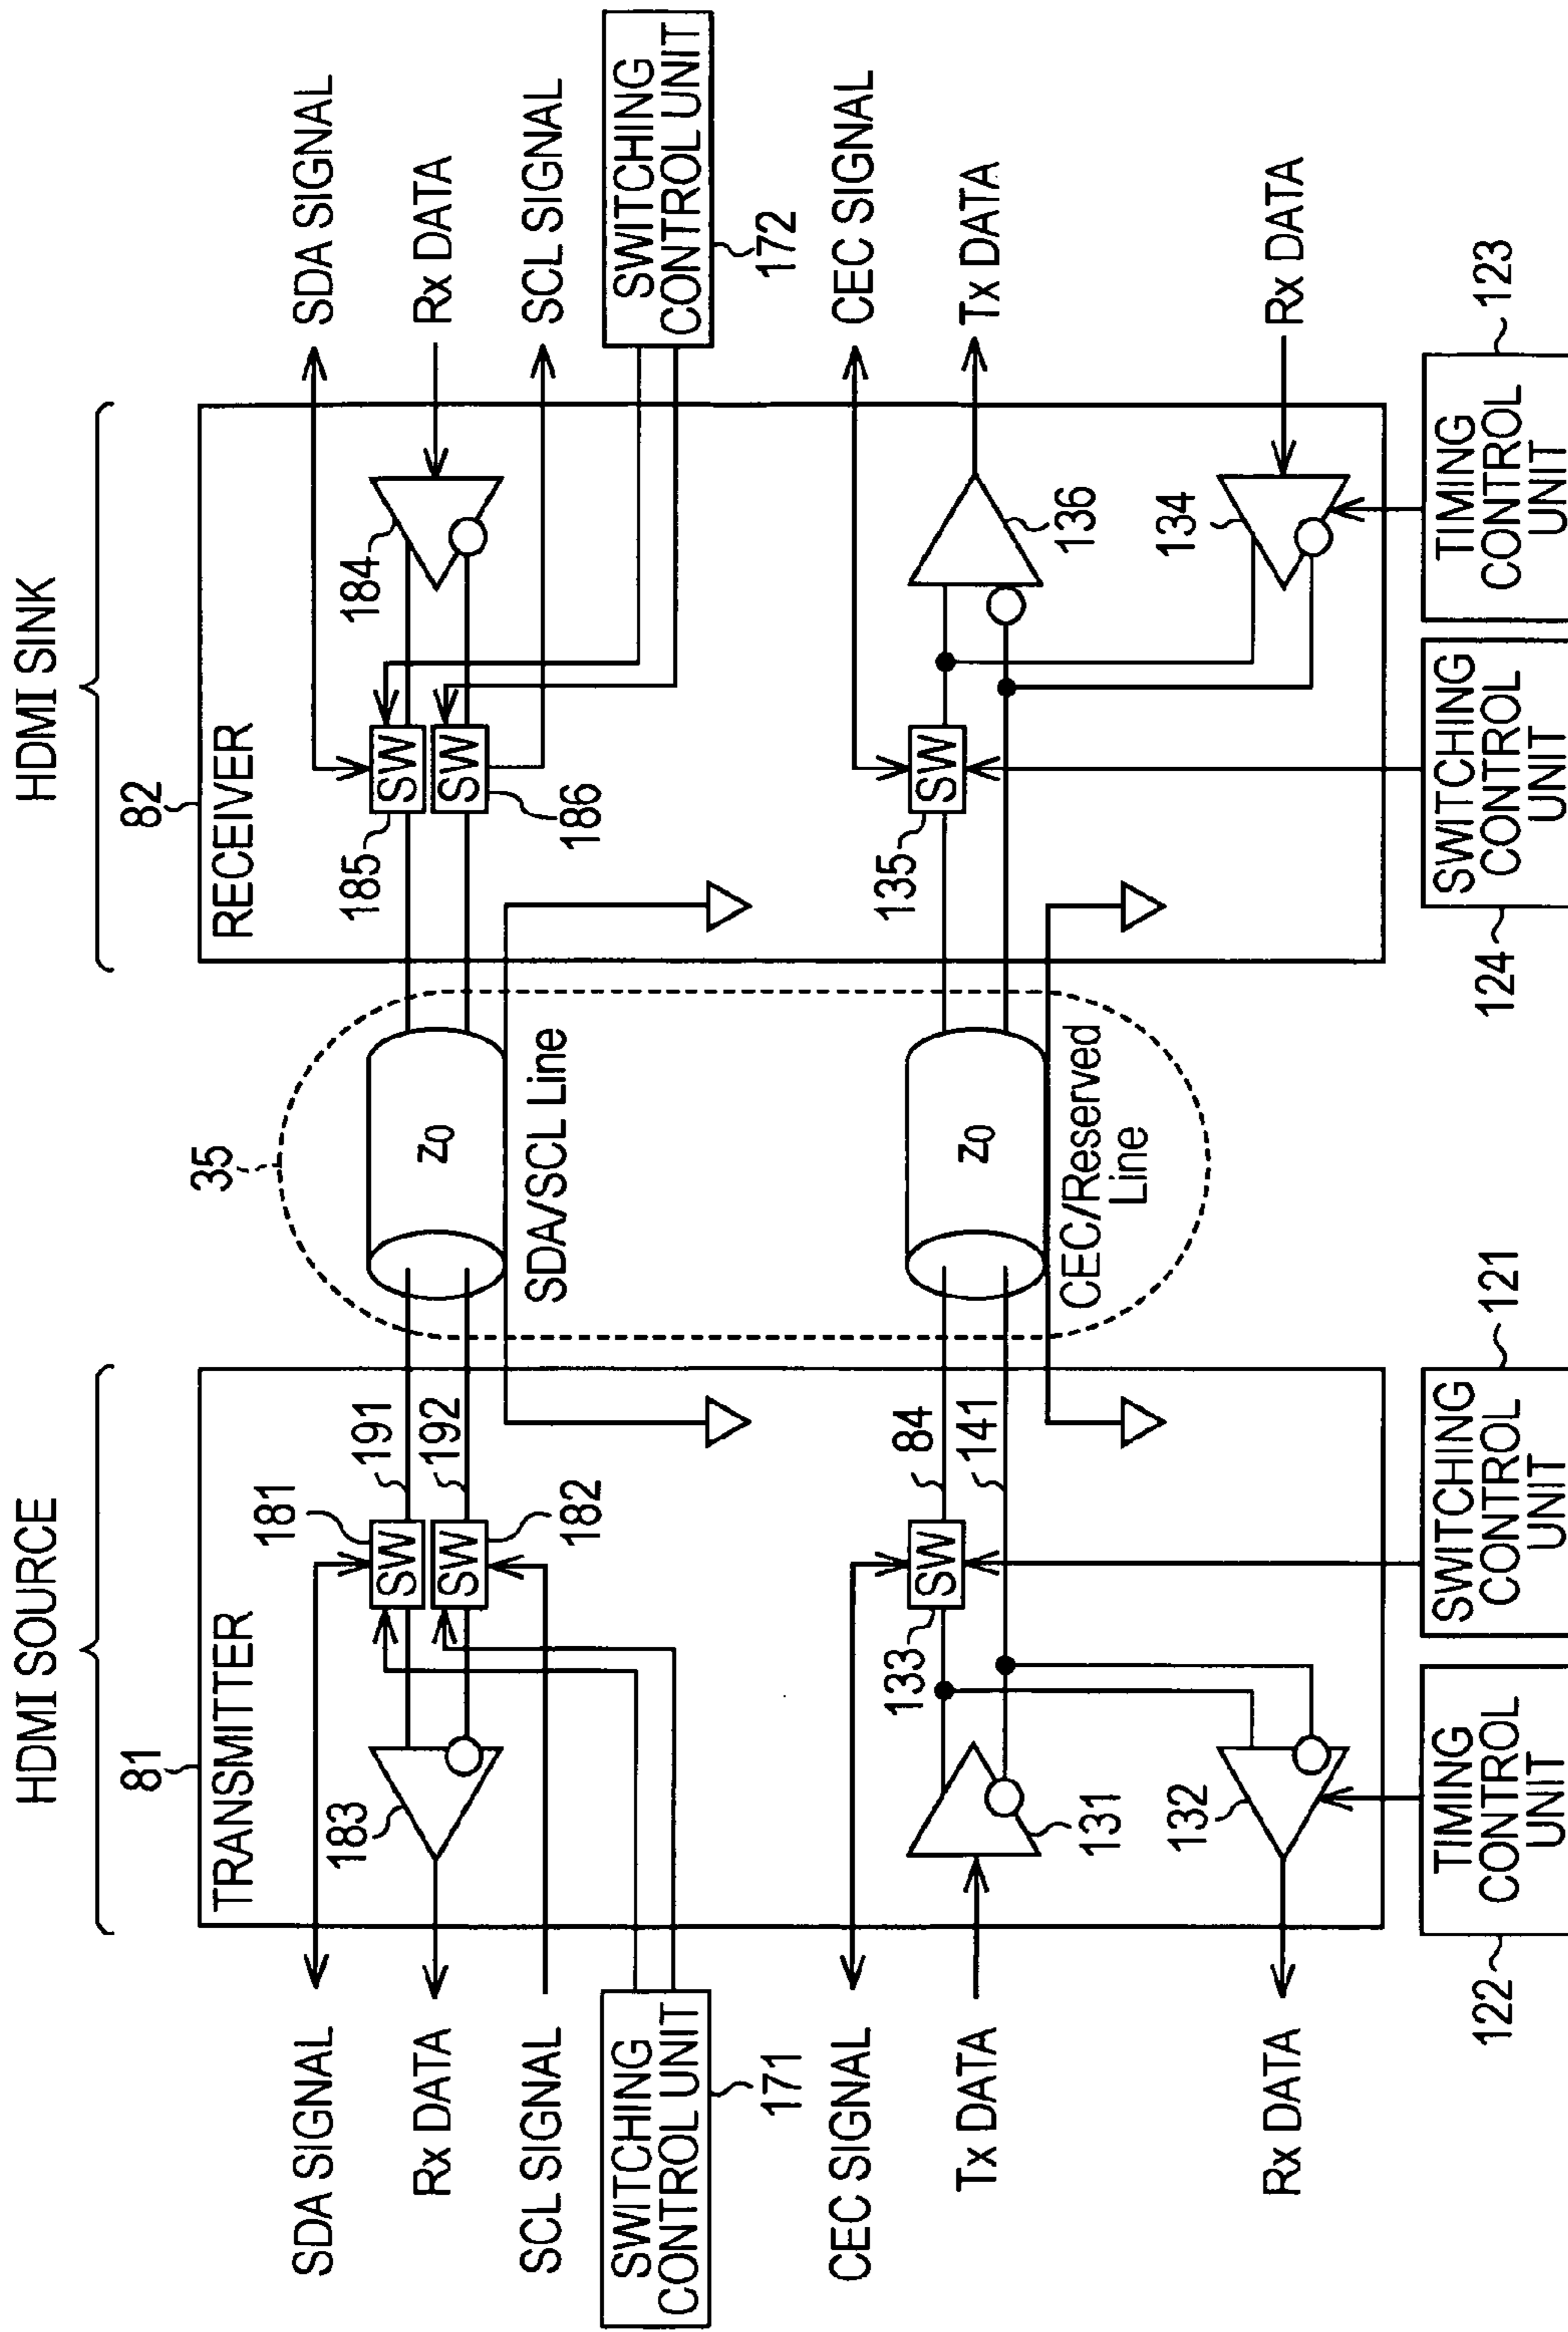 HDMI SOURCE
HDMI SINK
81
82
35
TRANSMITTER
RECEIVER
SDA SIGNAL
181
191
SW
185
SW
184
SDA SIGNAL
Rx DATA
183
192
Z0
Rx DATA
SCL SIGNAL
SW
182
SDA/SCL Line
SW
186
SCL SIGNAL
SWITCHING
CONTROL UNIT
171
SWITCHING
CONTROL UNIT
172
CEC SIGNAL
133
SW
84
135
SW
CEC SIGNAL
Tx DATA
131
141
Z0
136
Tx DATA
CEC/Reserved
Line
Rx DATA
132
134
Rx DATA
122
TIMING
CONTROL
UNIT
SWITCHING
CONTROL
UNIT
121
124
SWITCHING
CONTROL
UNIT
TIMING
CONTROL
UNIT
123